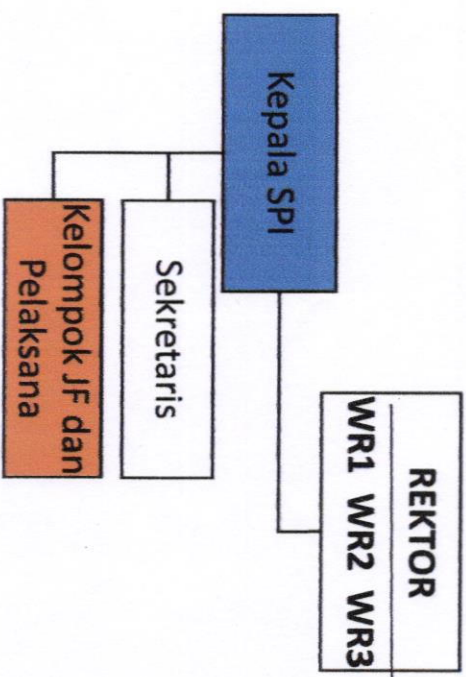 REKTOR
WR1 WR2 WR3
Kepala SPI
Sekretaris
Kelompok JF dan
Pelaksana